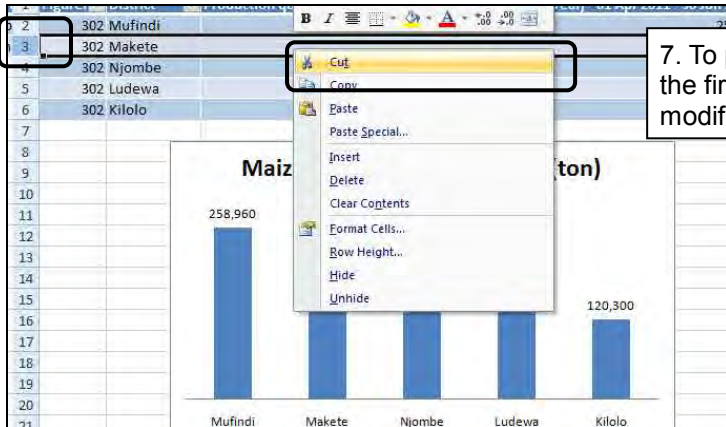 1 Figure District Production
2 302 Mufindi
3 302 Makete
4 302 Njombe
5 302 Ludewa
6 302 Kilolo
7
8
9
10
11
12
13
14
15
16
17
18
19
20
21
B I A
Cut
Copy
Paste
Paste Special...
Insert
Delete
Clear Contents
Format Cells...
Row Height...
Hide
Unhide
7. To
the fir
modif
Maiz (ton)
258,960
120,300
Mufindi Makete Njombe Ludewa Kilolo